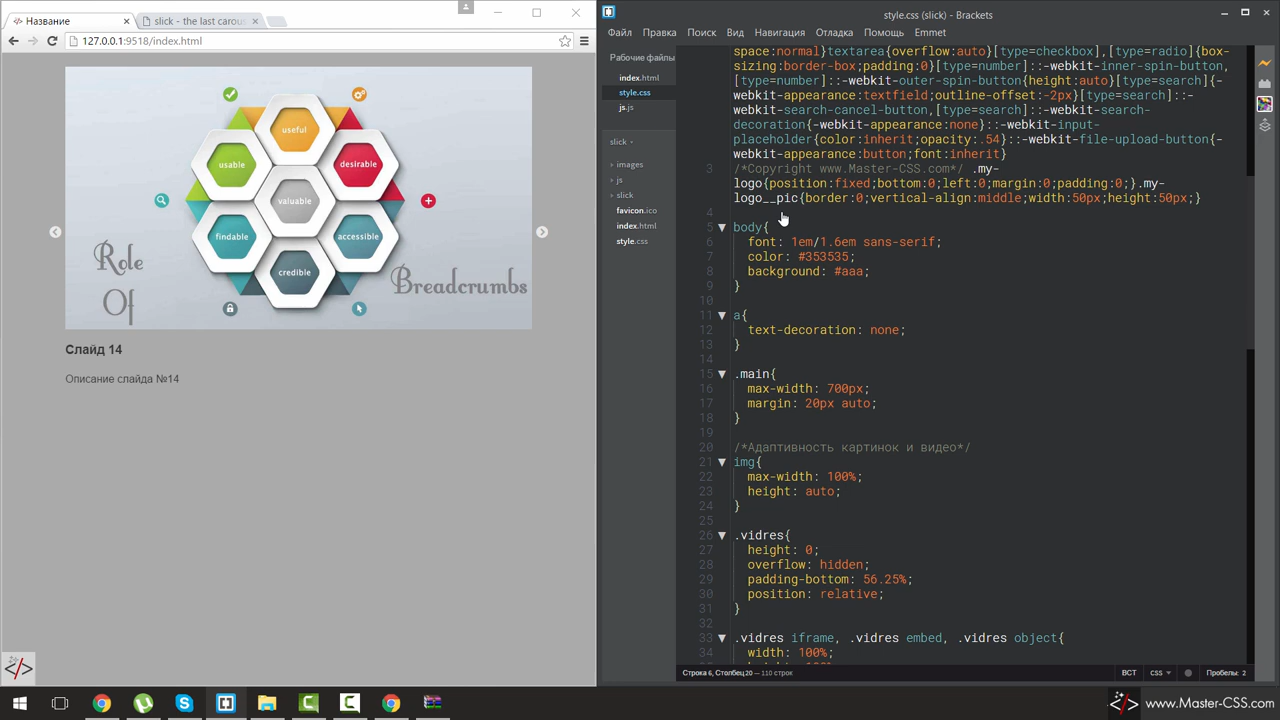 Название
slick - the last carous
127.0.0.1:9518/index.html
useful
usable
desirable
valuable
findable
accessible
credible
Role
Of
Breadcrumbs
Слайд 14
Описание слайда №14
style.css (slick) - Brackets
Файл Правка Поиск Вид Навигация Отладка Помощь Emmet
Рабочие файлы
index.html
style.css
js.js
slick
images
js
slick
favicon.ico
index.html
style.css
space:normal}textarea{overflow:auto}[type=checkbox],[type=radio]{box-
sizing:border-box;padding:0}[type=number]::-webkit-inner-spin-button,
[type=number]::-webkit-outer-spin-button{height:auto}[type=search]{-
webkit-appearance:textfield;outline-offset:-2px}[type=search]::-
webkit-search-cancel-button,[type=search]::-webkit-search-
decoration{-webkit-appearance:none}::-webkit-input-
placeholder{color:inherit;opacity:.54}::-webkit-file-upload-button{-
webkit-appearance:button;font:inherit}
3 /*Copyright www.Master-CSS.com*/ .my-
logo{position:fixed;bottom:0;left:0;margin:0;padding:0;}.my-
logo__pic{border:0;vertical-align:middle;width:50px;height:50px;}
4
5 body{
6 font: 1em/1.6em sans-serif;
7 color: #353535;
8 background: #aaa;
9 }
10
11 a{
12 text-decoration: none;
13 }
14
15 .main{
16 max-width: 700px;
17 margin: 20px auto;
18 }
19
20 /*Адаптивность картинок и видео*/
21 img{
22 max-width: 100%;
23 height: auto;
24 }
25
26 .vidres{
27 height: 0;
28 overflow: hidden;
29 padding-bottom: 56.25%;
30 position: relative;
31 }
32
33 .vidres iframe, .vidres embed, .vidres object{
34 width: 100%;
Строка 6, Столбец 20 — 110 строк
ВСТ CSS Пробелы: 2
www.Master-CSS.com